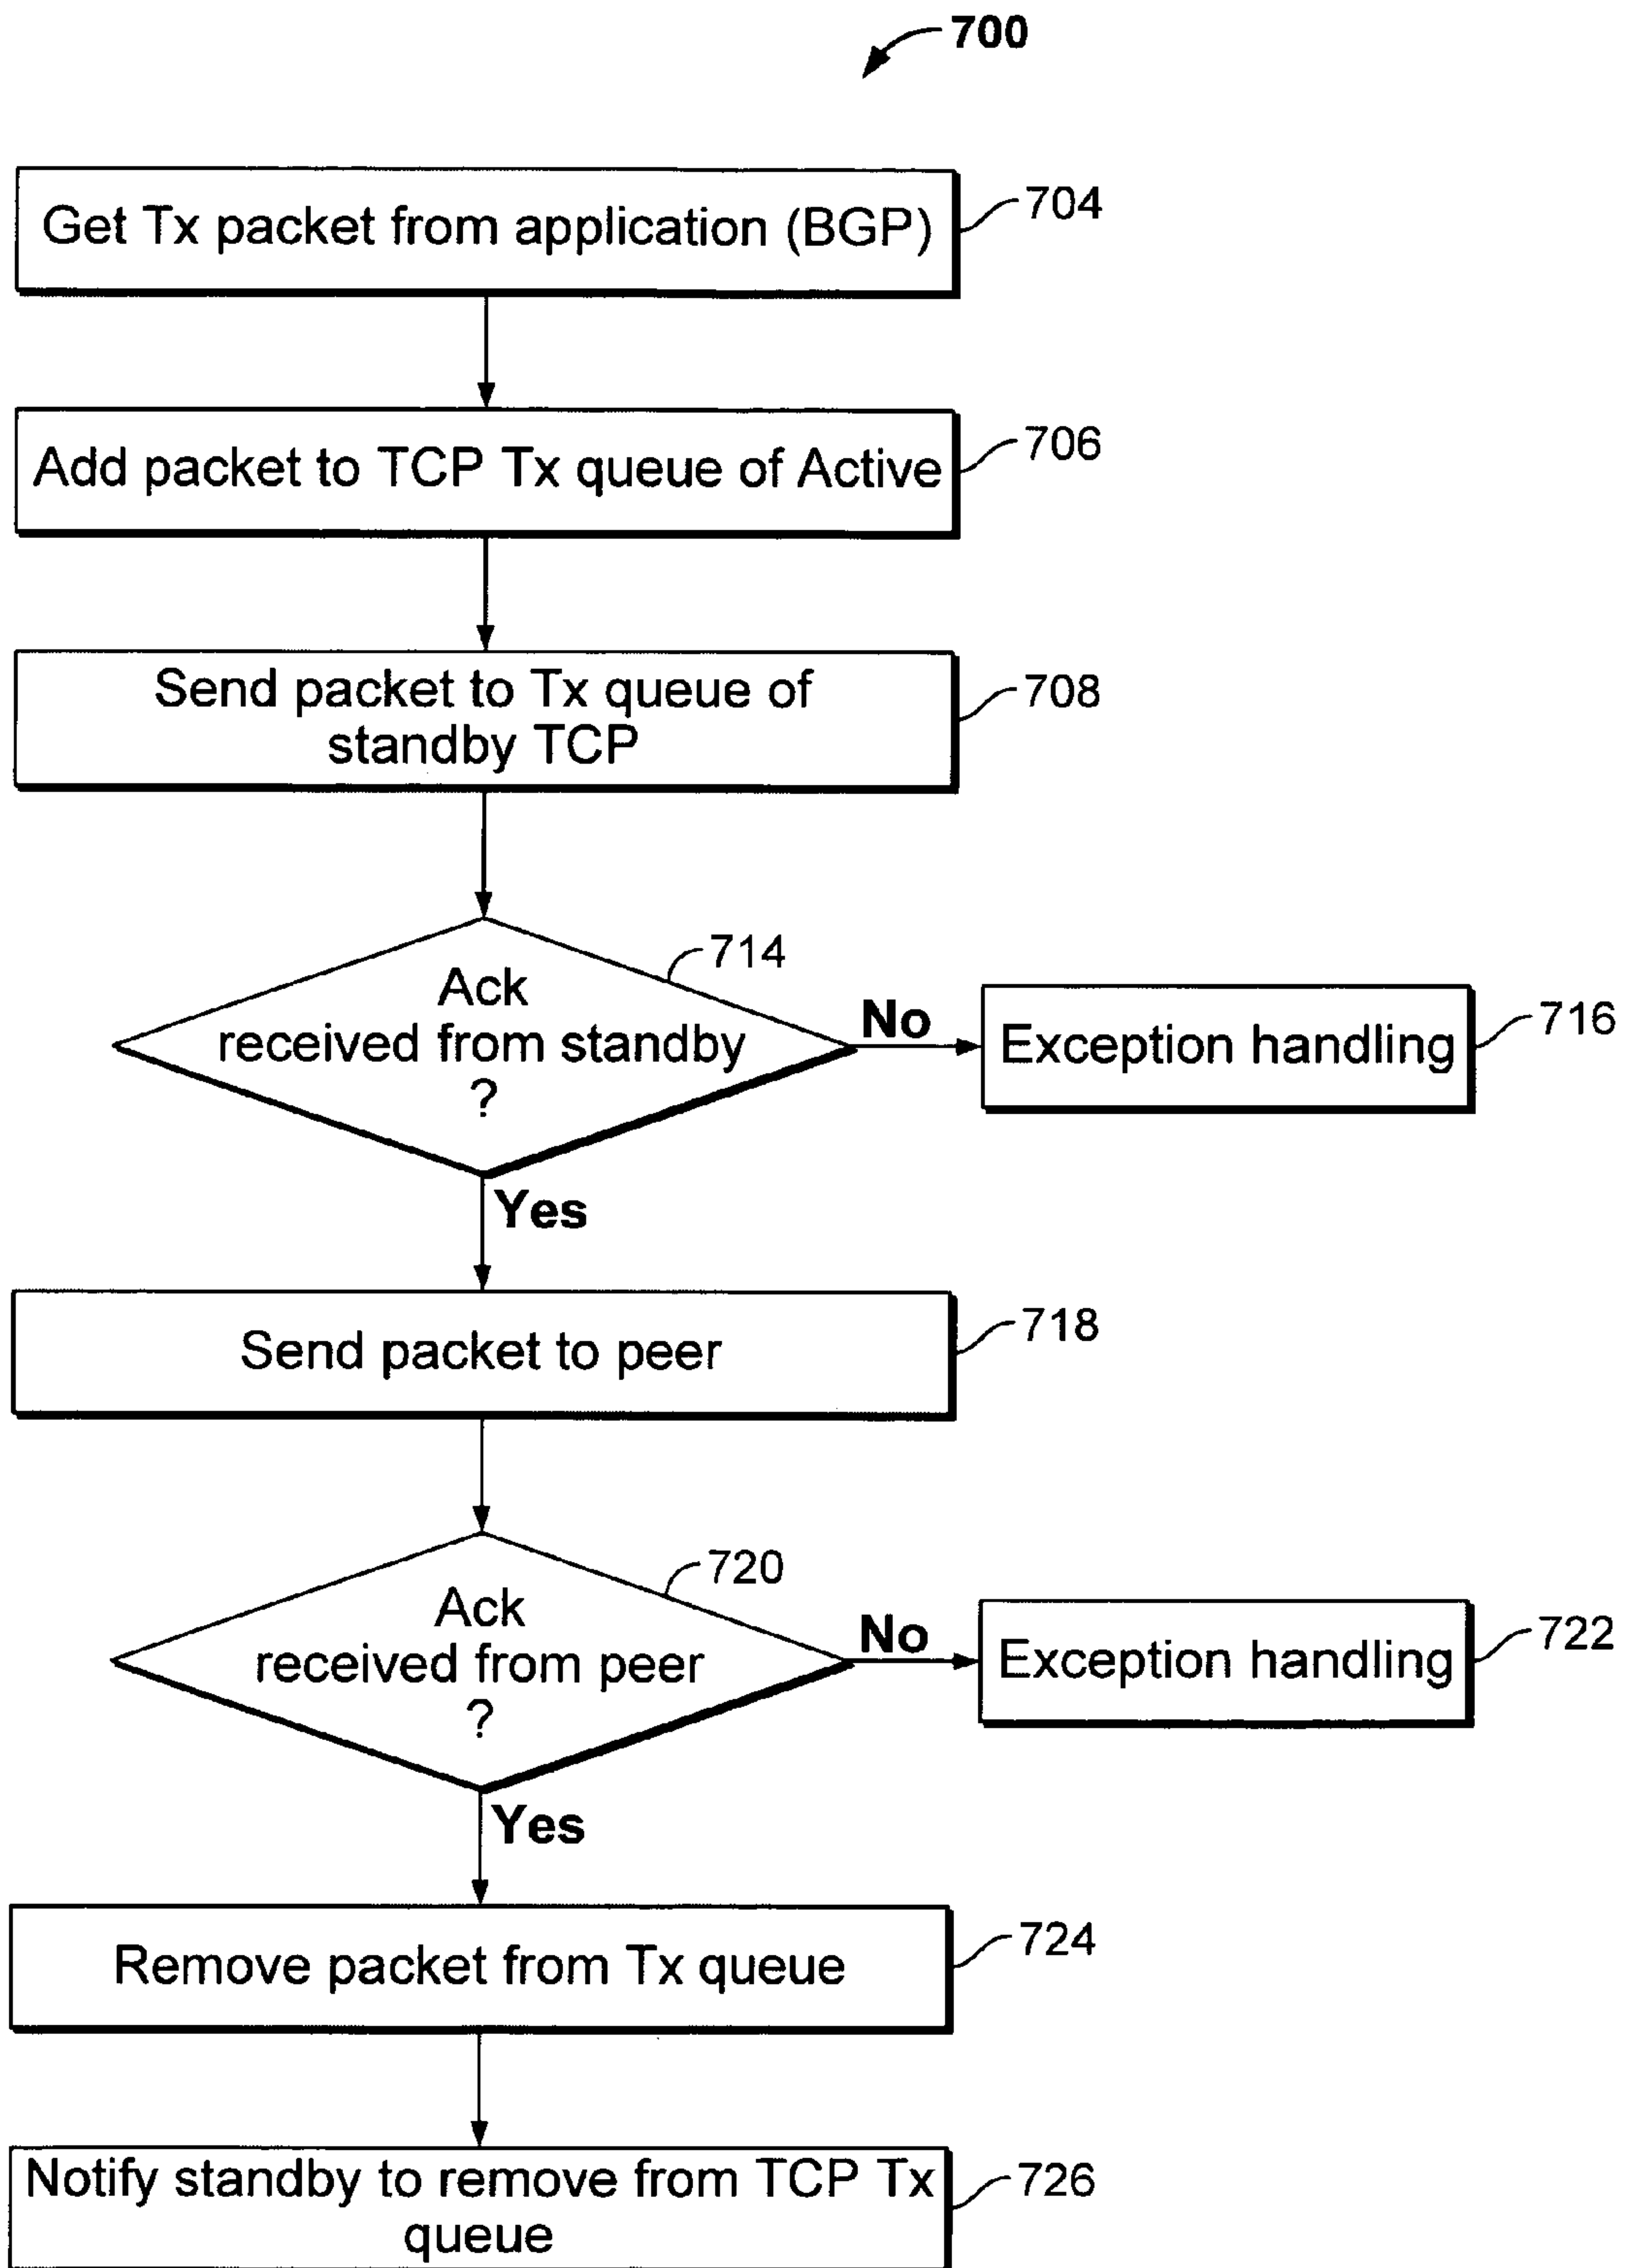 700
Get Tx packet from application (BGP)
704
Add packet to TCP Tx queue of Active
706
Send packet to Tx queue of
standby TCP
708
714
Ack
received from standby
?
No
Exception handling
716
Yes
Send packet to peer
718
720
Ack
received from peer
?
No
Exception handling
722
Yes
Remove packet from Tx queue
724
Notify standby to remove from TCP Tx
queue
726